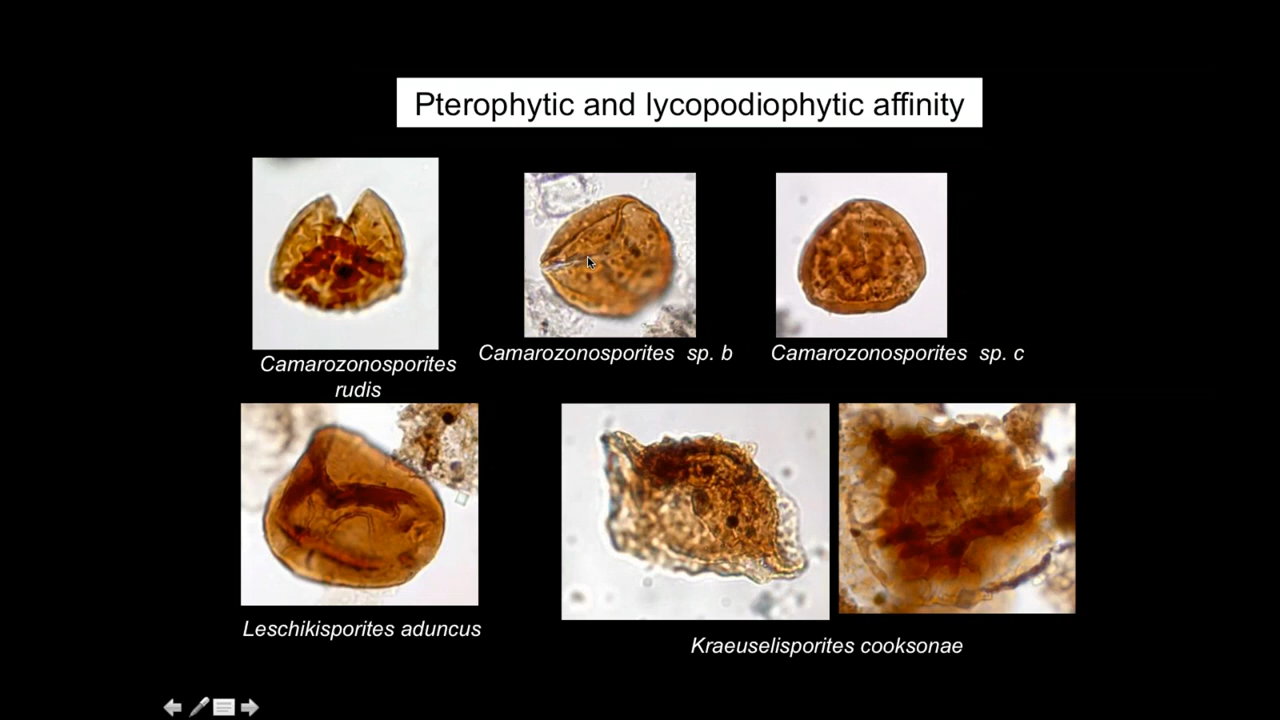 Pterophytic and lycopodiophytic affinity
Camarozonosporites
rudis
Camarozonosporites sp. b
Camarozonosporites sp. c
Leschikisporites aduncus
Kraeuselisporites cooksonae